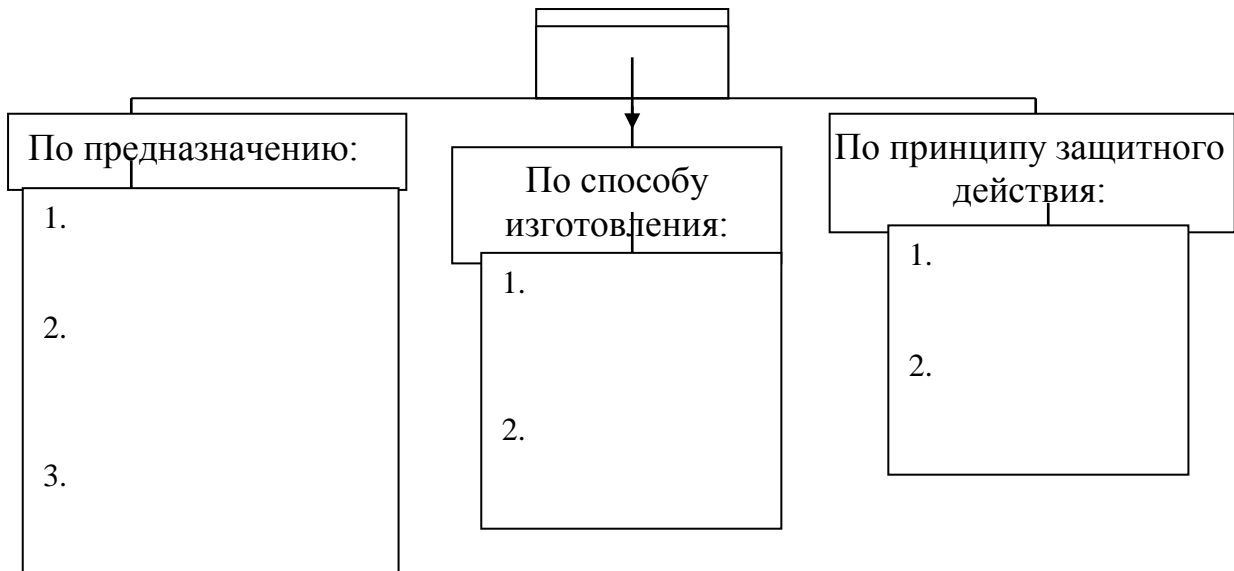 По предназначению:
1.
2.
3.
По способу
изготовления:
1.
2.
По принципу защитного
действия:
1.
2.